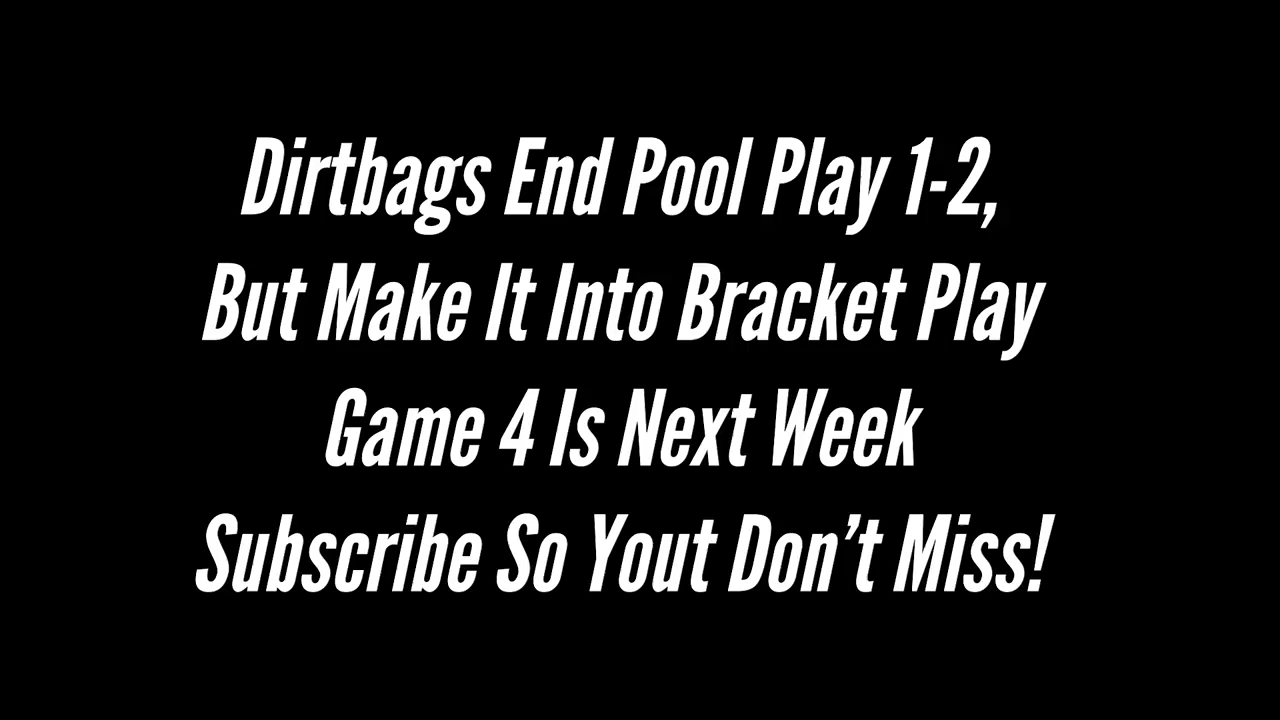 Dirtbags End Pool Play 1-2,
But Make It Into Bracket Play
Game 4 Is Next Week
Subscribe So Yout Don’t Miss!